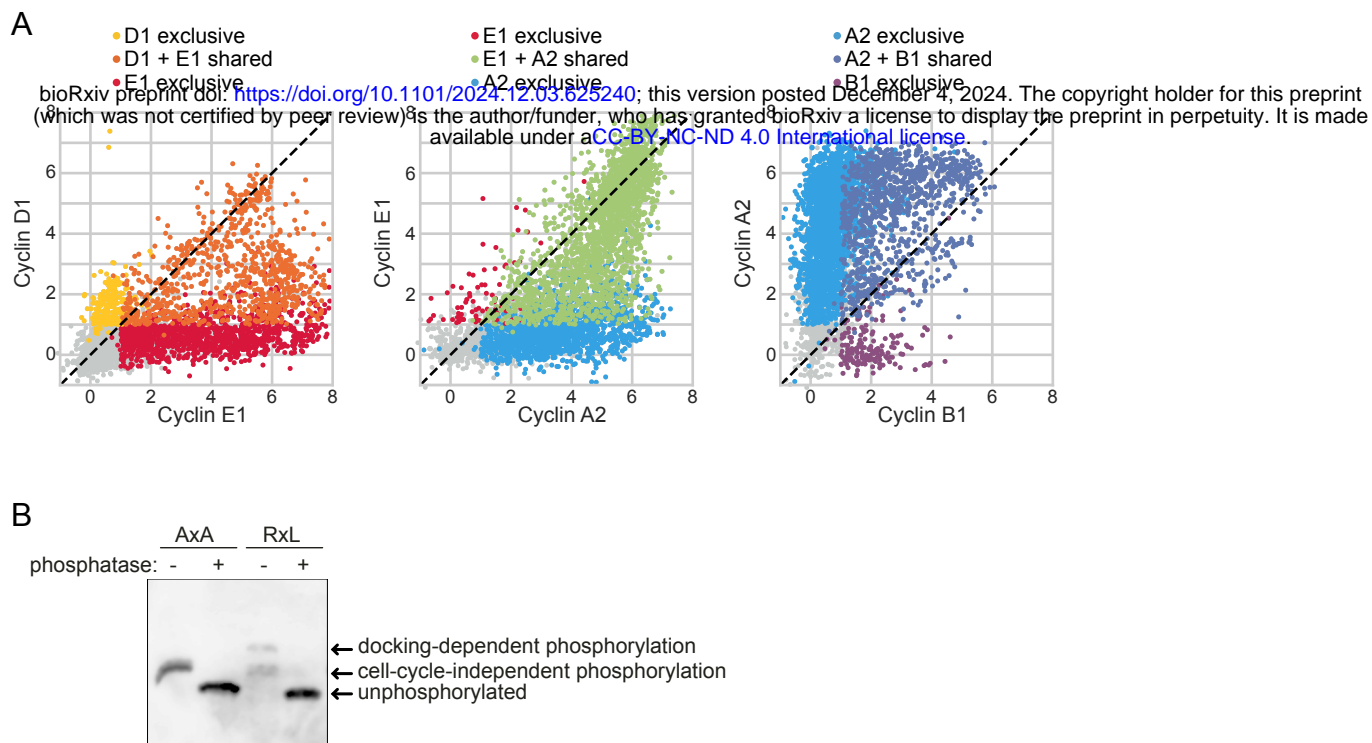 A
D1 exclusive
D1 + E1 shared
E1 exclusive
E1 exclusive
E1 + A2 shared
A2 exclusive
A2 exclusive
A2 + B1 shared
B1 exclusive
bioRxiv preprint doi: https://doi.org/10.1101/2024.12.03.625240; this version posted December 4, 2024. The copyright holder for this preprint
(which was not certified by peer review) is the author/funder, who has granted bioRxiv a license to display the preprint in perpetuity. It is made
available under aCC-BY-NC-ND 4.0 International license.
8
6
4
2
0
Cyclin D1
0 2 4 6 8
Cyclin E1
8
6
4
2
0
Cyclin E1
0 2 4 6 8
Cyclin A2
8
6
4
2
0
Cyclin A2
0 2 4 6 8
Cyclin B1
B
AxA RxL
phosphatase: - + - +
docking-dependent phosphorylation
cell-cycle-independent phosphorylation
unphosphorylated